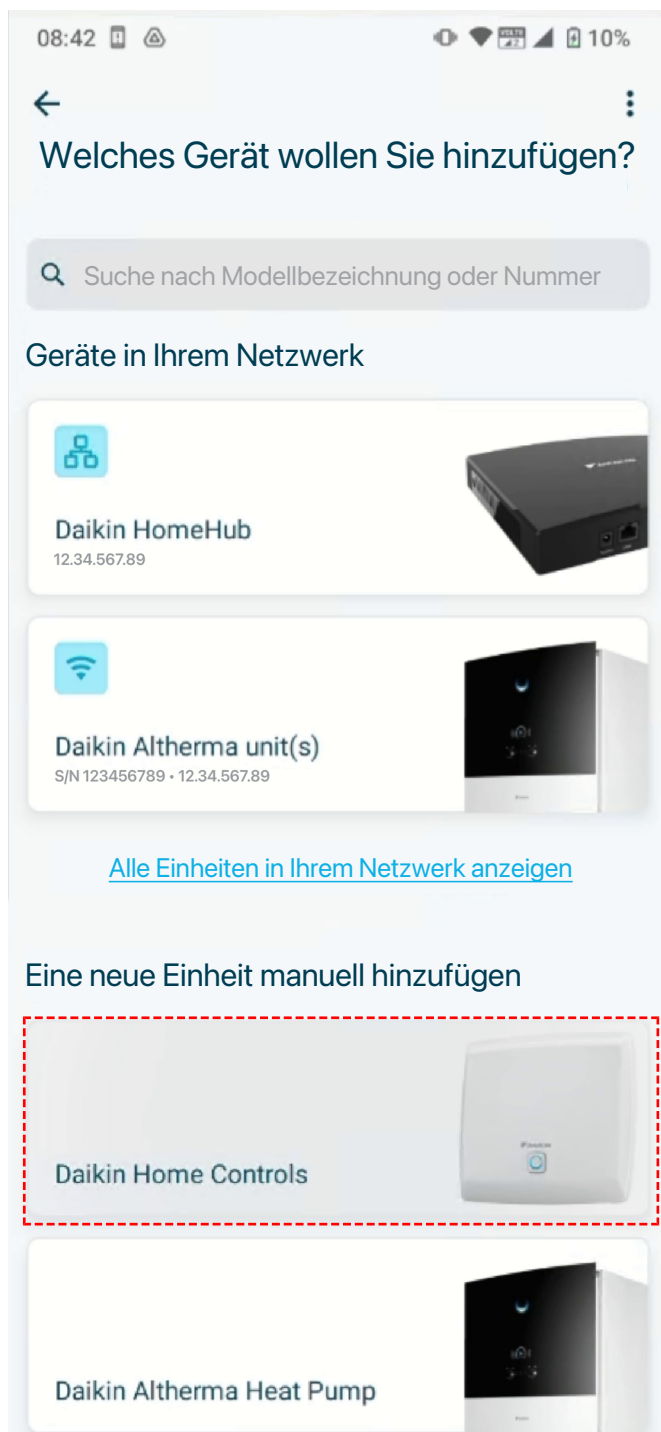 08:42 10%
Welches Gerät wollen Sie hinzufügen?
Suche nach Modellbezeichnung oder Nummer
Geräte in Ihrem Netzwerk
Daikin HomeHub
12.34.567.89
Daikin Altherma unit(s)
S/N 123456789 • 12.34.567.89
Alle Einheiten in Ihrem Netzwerk anzeigen
Eine neue Einheit manuell hinzufügen
Daikin Home Controls
Daikin Altherma Heat Pump